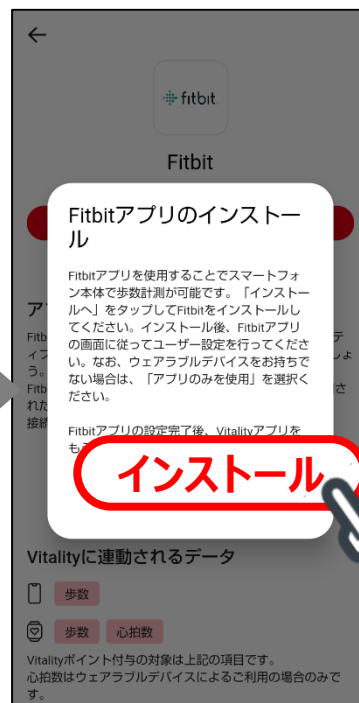 fitbit
Fitbit
Fitbitアプリのインストー
ル
Fitbitアプリを使用することでスマートフォ
ン本体で歩数計測が可能です。「インストー
ルへ」をタップしてFitbitをインストールし
てください。インストール後、Fitbitアプリ
の画面に従ってユーザー設定を行ってくださ
い。なお、ウェアラブルデバイスをお持ちで
ない場合は、「アプリのみを使用」を選択く
ださい。
Fitbitアプリの設定完了後、Vitalityアプリを
も
インストール
Vitalityに連動されるデータ
歩数
歩数 心拍数
Vitalityポイント付与の対象は上記の項目です。
心拍数はウェアラブルデバイスによるご利用の場合のみで
す。